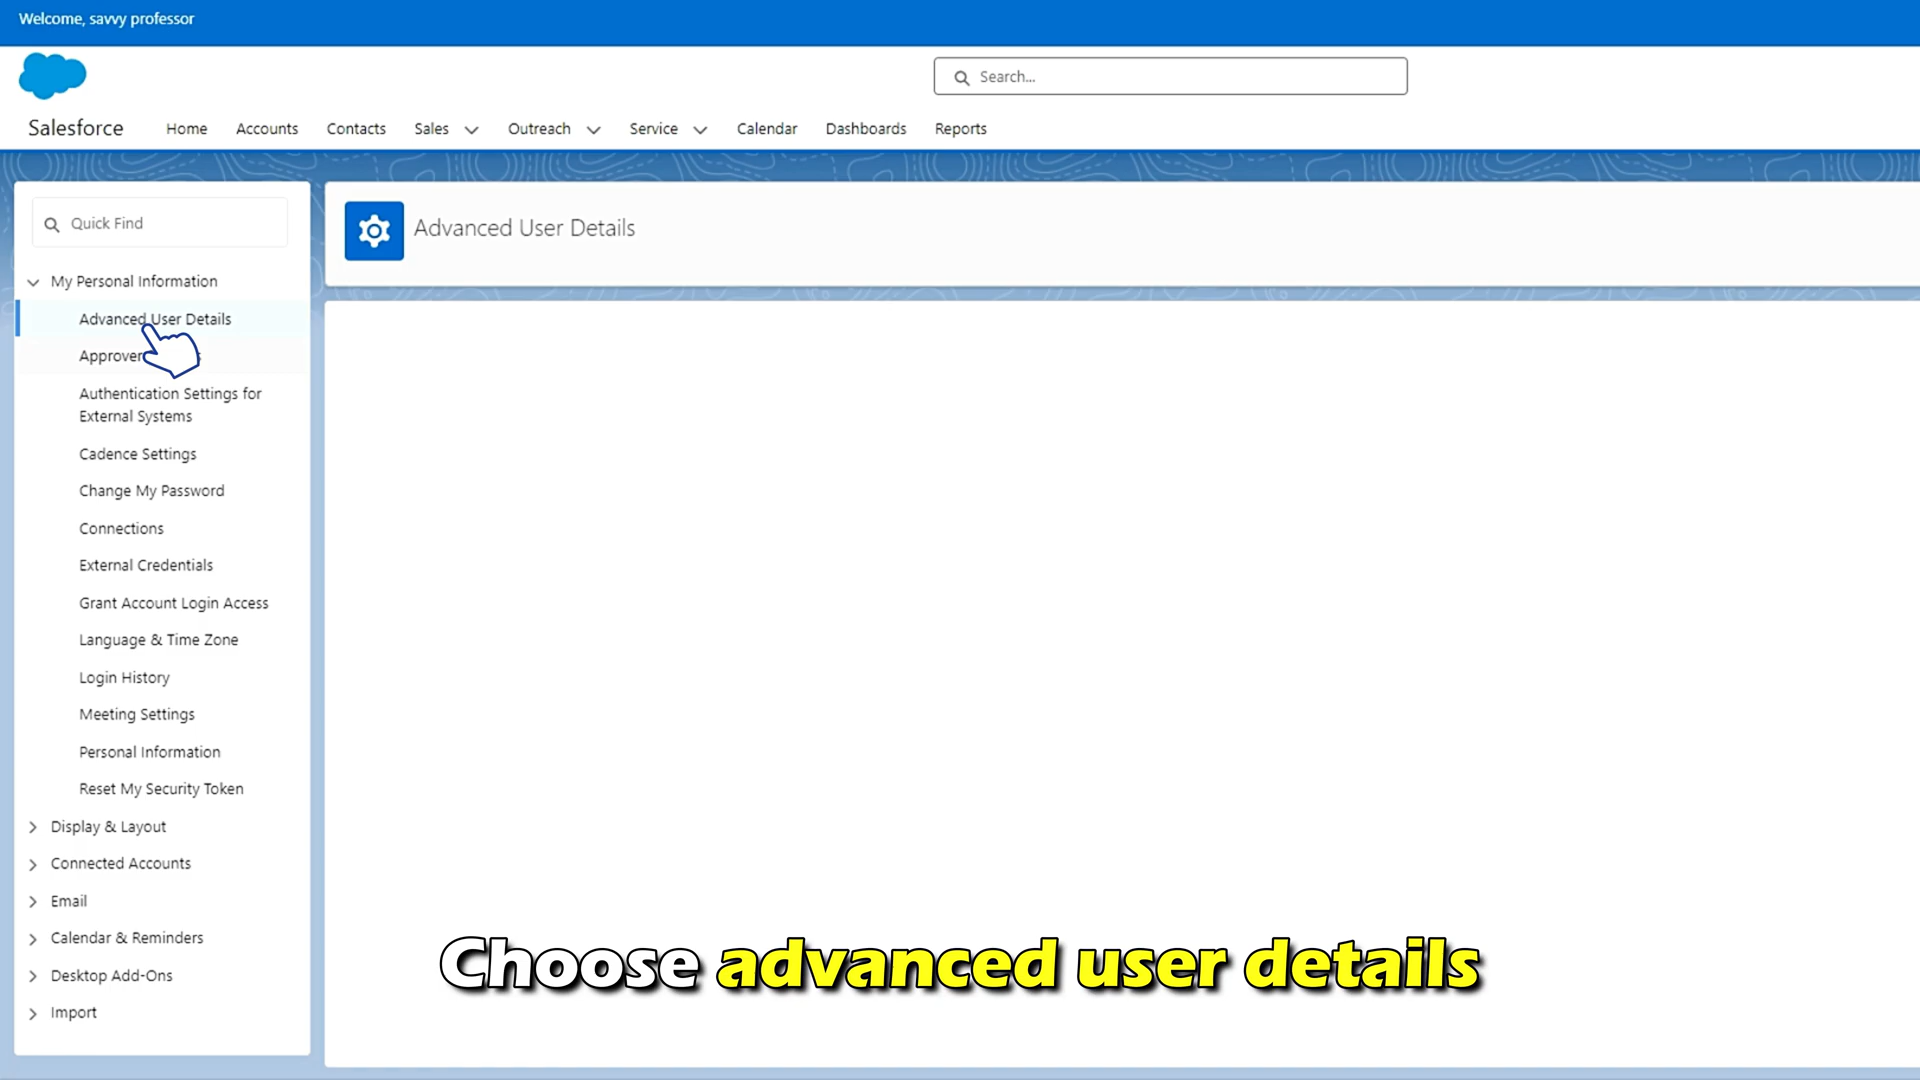 Welcome, savvy professor
Search...
Salesforce
Home
Accounts
Contacts
Sales
Outreach
Service
Calendar
Dashboards
Reports
Quick Find
Advanced User Details
My Personal Information
Advanced User Details
Approver
Authentication Settings for
External Systems
Cadence Settings
Change My Password
Connections
External Credentials
Grant Account Login Access
Language & Time Zone
Login History
Meeting Settings
Personal Information
Reset My Security Token
Display & Layout
Connected Accounts
Email
Calendar & Reminders
Desktop Add-Ons
Import
Choose advanced user details